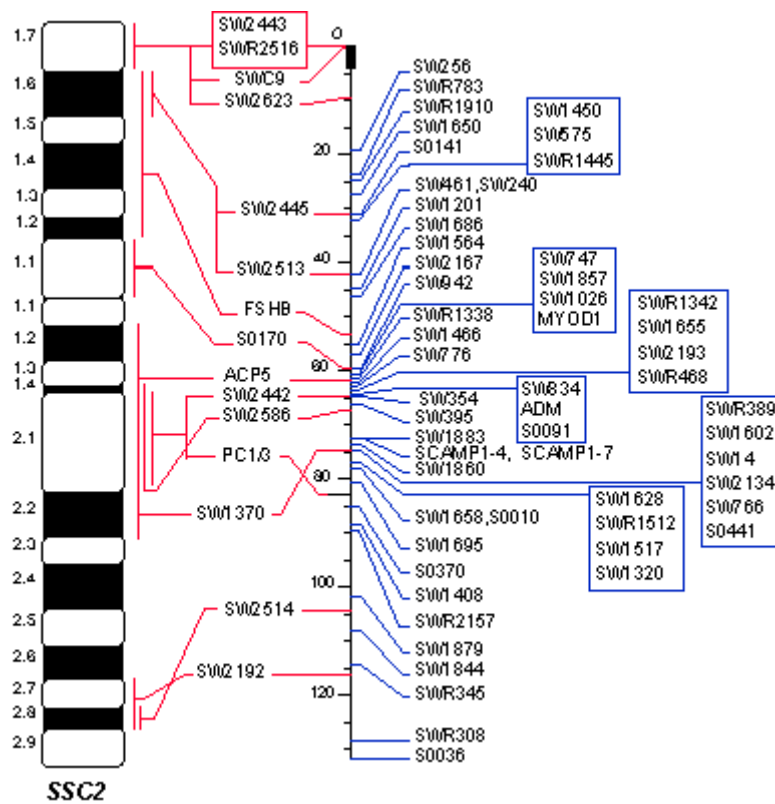 1.7
1.6
1.5
1.4
1.3
1.2
1.1
1.1
1.2
1.3
1.4
2.1
2.2
2.3
2.4
2.5
2.6
2.7
2.8
2.9
SSC2
SW2443
SWR2516
SWC9
SW2623
SW2445
SW2513
FSHB
S0170
ACP5
SW2442
SW2586
PC1/3
SW1370
SW2514
SW2192
0
20
40
60
80
100
120
SW256
SWR783
SWR1910
SW1650
S0141
SW461,SW240
SW1201
SW1686
SW1564
SW2167
SW942
SWR1338
SW1466
SW776
SW354
SW395
SW1883
SCAMP1-4, SCAMP1-7
SW1860
SW1658,S0010
SW1695
S0370
SW1408
SWR2157
SW1879
SW1844
SWR345
SWR308
S0036
SW1450
SW575
SWR1445
SW747
SW1857
SW1026
MYOD1
SWR1342
SW1655
SW2193
SWR468
SW834
ADM
S0091
SWR389
SW1602
SW14
SW2134
SW766
S0441
SW1628
SWR1512
SW1517
SW1320